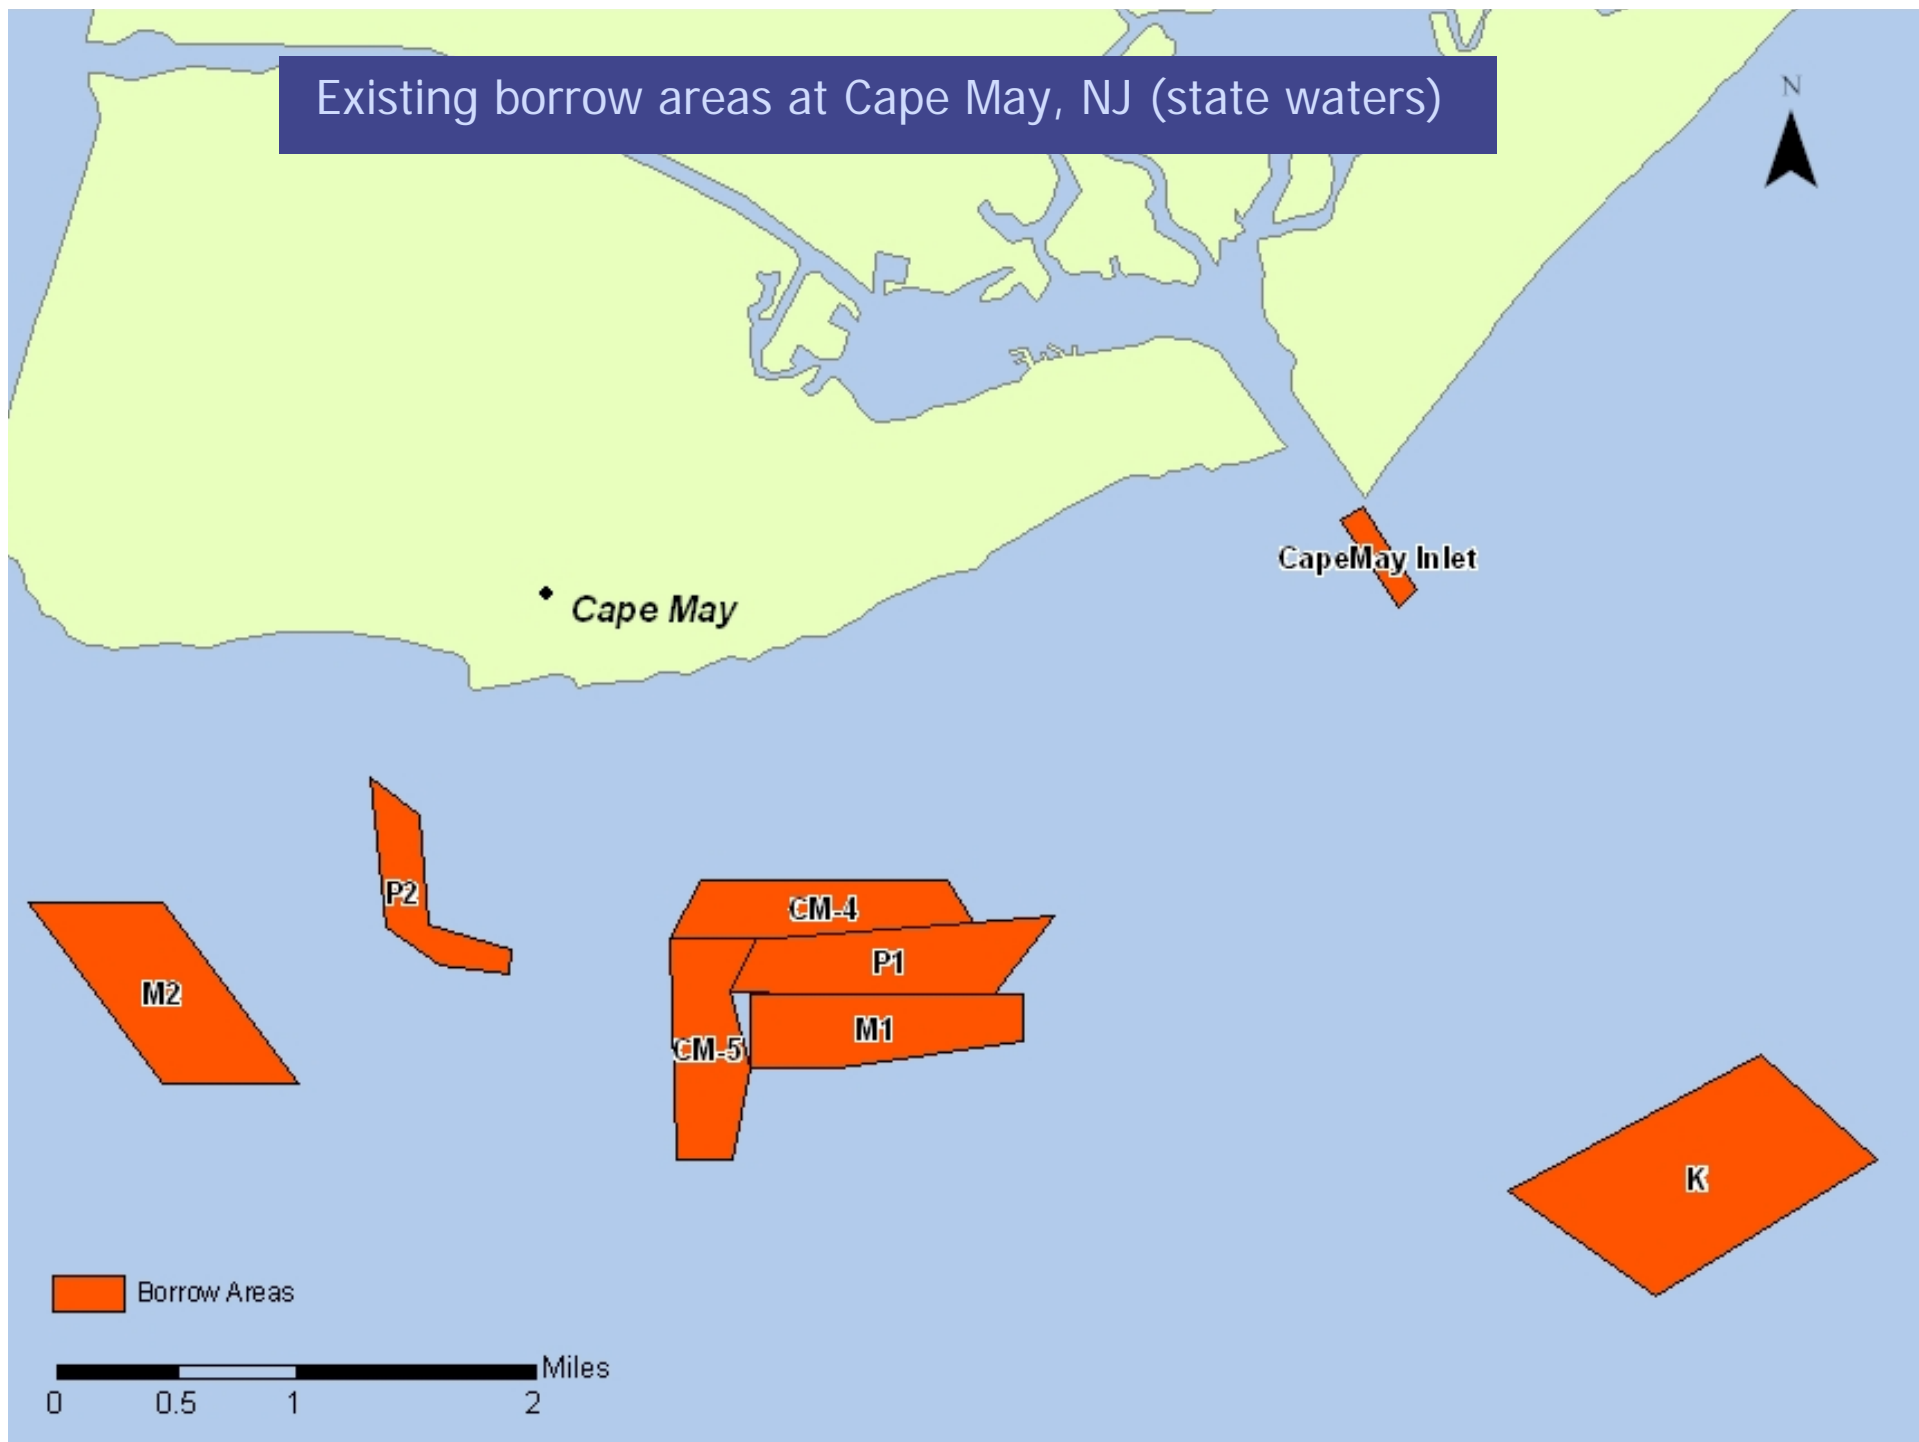 Existing borrow areas at Cape May, NJ (state waters)
N
CapeMay Inlet
Cape May
P2
CM-4
P1
M2
M1
CM-5
K
Borrow Areas
Miles
0 0.5 1 2